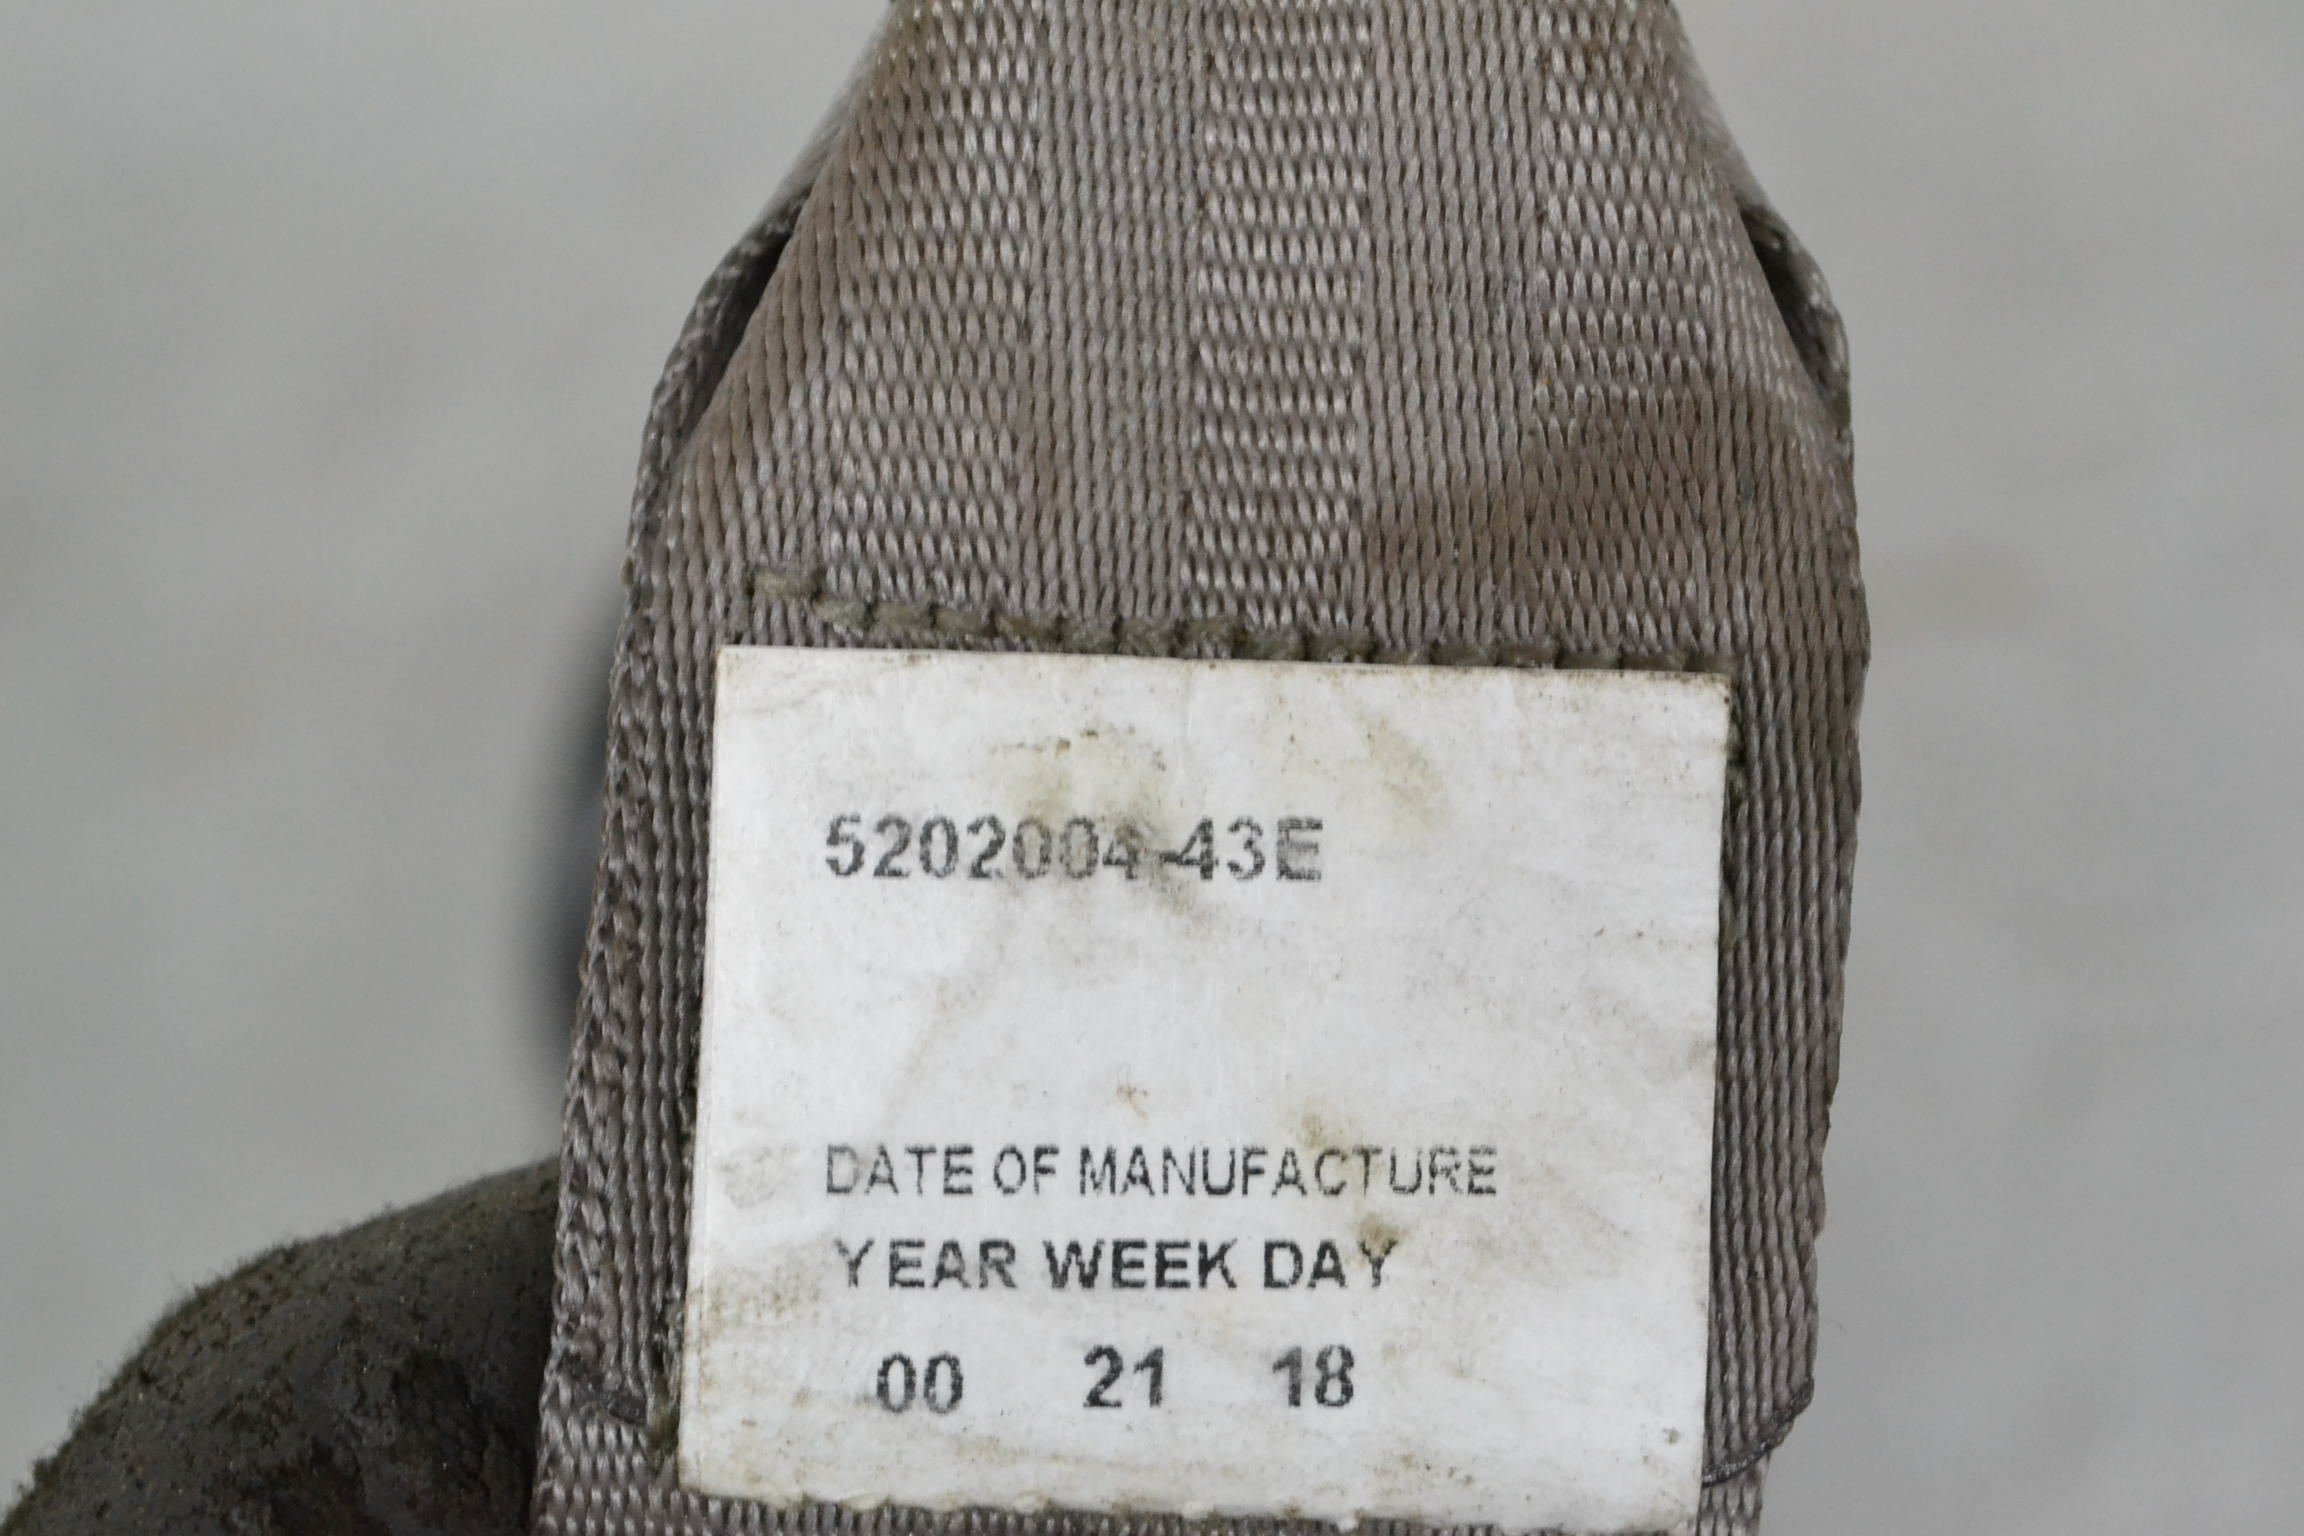 5202004-43E
DATE OF MANUFACTURE
YEAR WEEK DAY
00 21 18